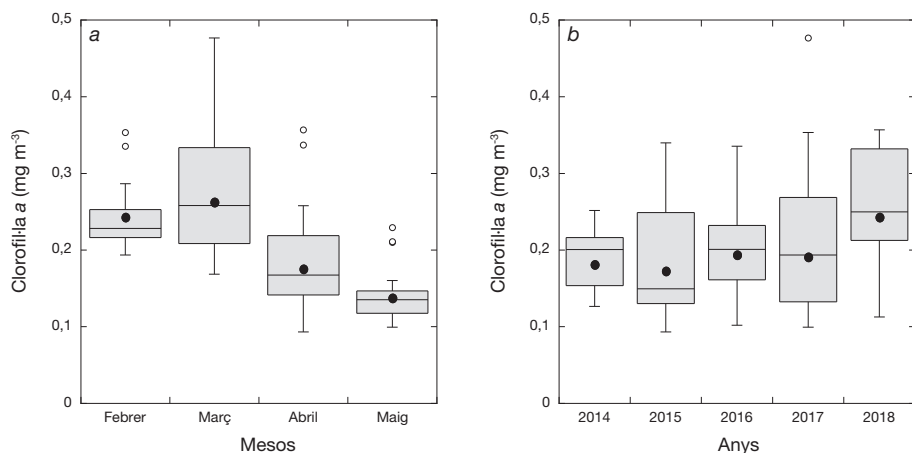 a
Clorofil·la a (mg m-3)
0,5
0,4
0,3
0,2
0,1
0
Febrer Març Abril Maig
Mesos
b
Clorofil·la a (mg m-3)
0,5
0,4
0,3
0,2
0,1
0
2014 2015 2016 2017 2018
Anys